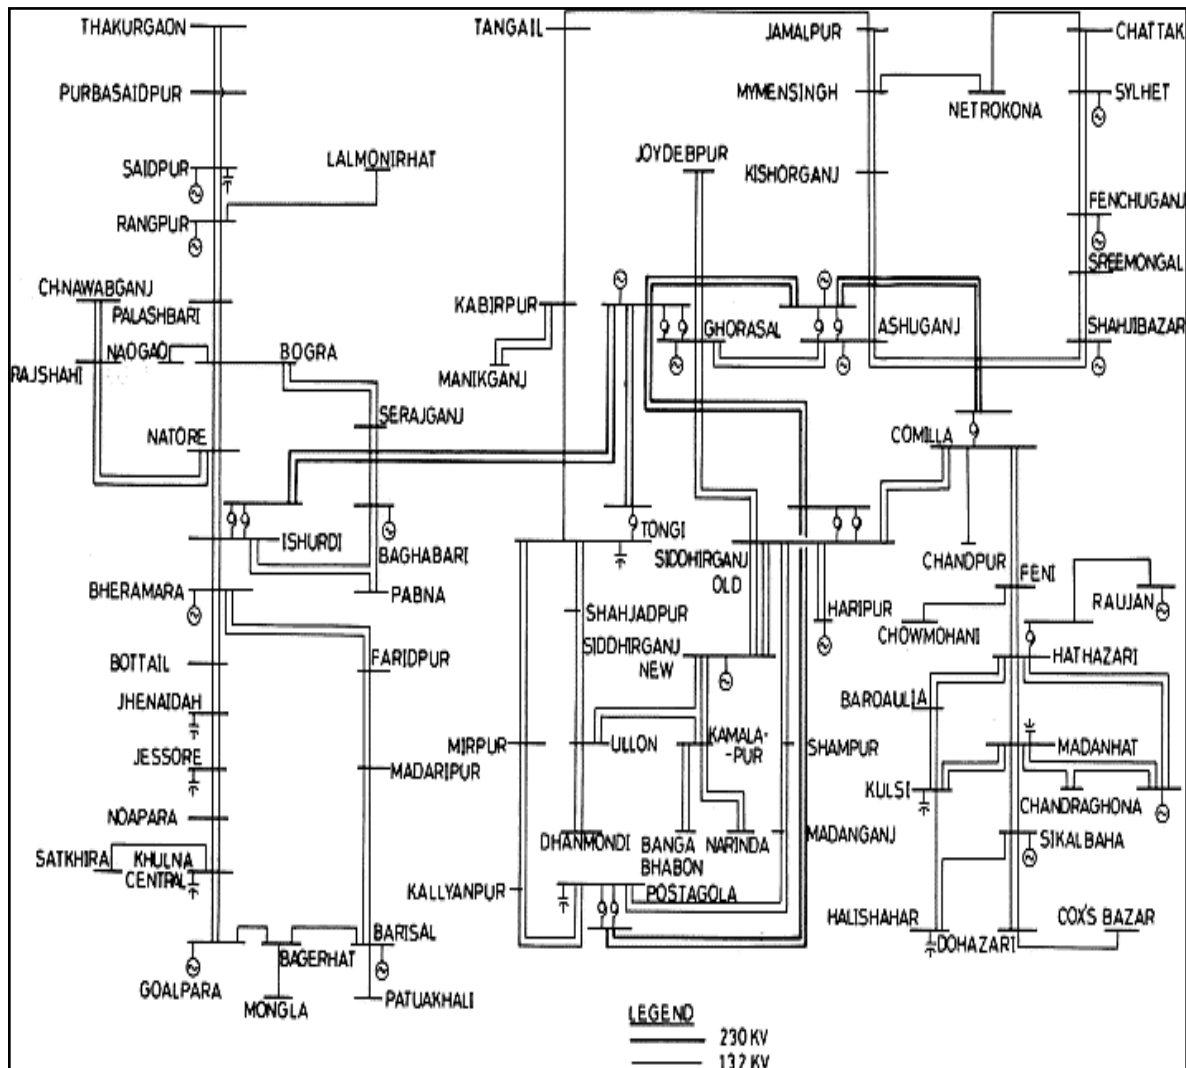 THAKURGAON
TANGAIL
JAMALPUR
CHATTAK
PURBASAIDPUR
MYMENSINGH
NETROKONA
SYLHET
SAIDPUR
LALMONIRHAT
JOYDEBPUR
KISHORGANJ
RANGPUR
FENCHUGANJ
SREEMONGAL
CH-NAWABGANJ
PALASHBARI
KABIRPUR
GHORASAL
ASHUGANJ
SHAHJIBAZAR
NAOGAO
BOGRA
RAJSHAHI
MANIKGANJ
SERAJGANJ
NATORE
COMILLA
ISHURDI
BAGHABARI
TONGI
SIDDHIRGANJ
OLD
CHANDPUR
FENI
BHERAMARA
PABNA
SHAHJADPUR
HARIPUR
CHOWMOHANI
RAUJAN
BOTTAIL
FARIDPUR
SIDDHIRGANJ
NEW
HATHAZARI
JHENAIDAH
BAROAULIA
JESSORE
MADARIPUR
MIRPUR
ULLON
KAMALA-
-PUR
SHAMPUR
MADANHAT
KULSI
CHANDRAGHONA
NOAPARA
DHANMONDI
BANGA
BHABON
NARINDA
MADANGANJ
SIKALBAHA
SATKHIRA
KHULNA
CENTRAL
KALLYANPUR
POSTAGOLA
HALISHAHAR
DOHAZARI
COX'S BAZAR
BARISAL
BAGERHAT
GOALPARA
MONGLA
PATUAKHALI
LEGEND
230 KV
132 KV